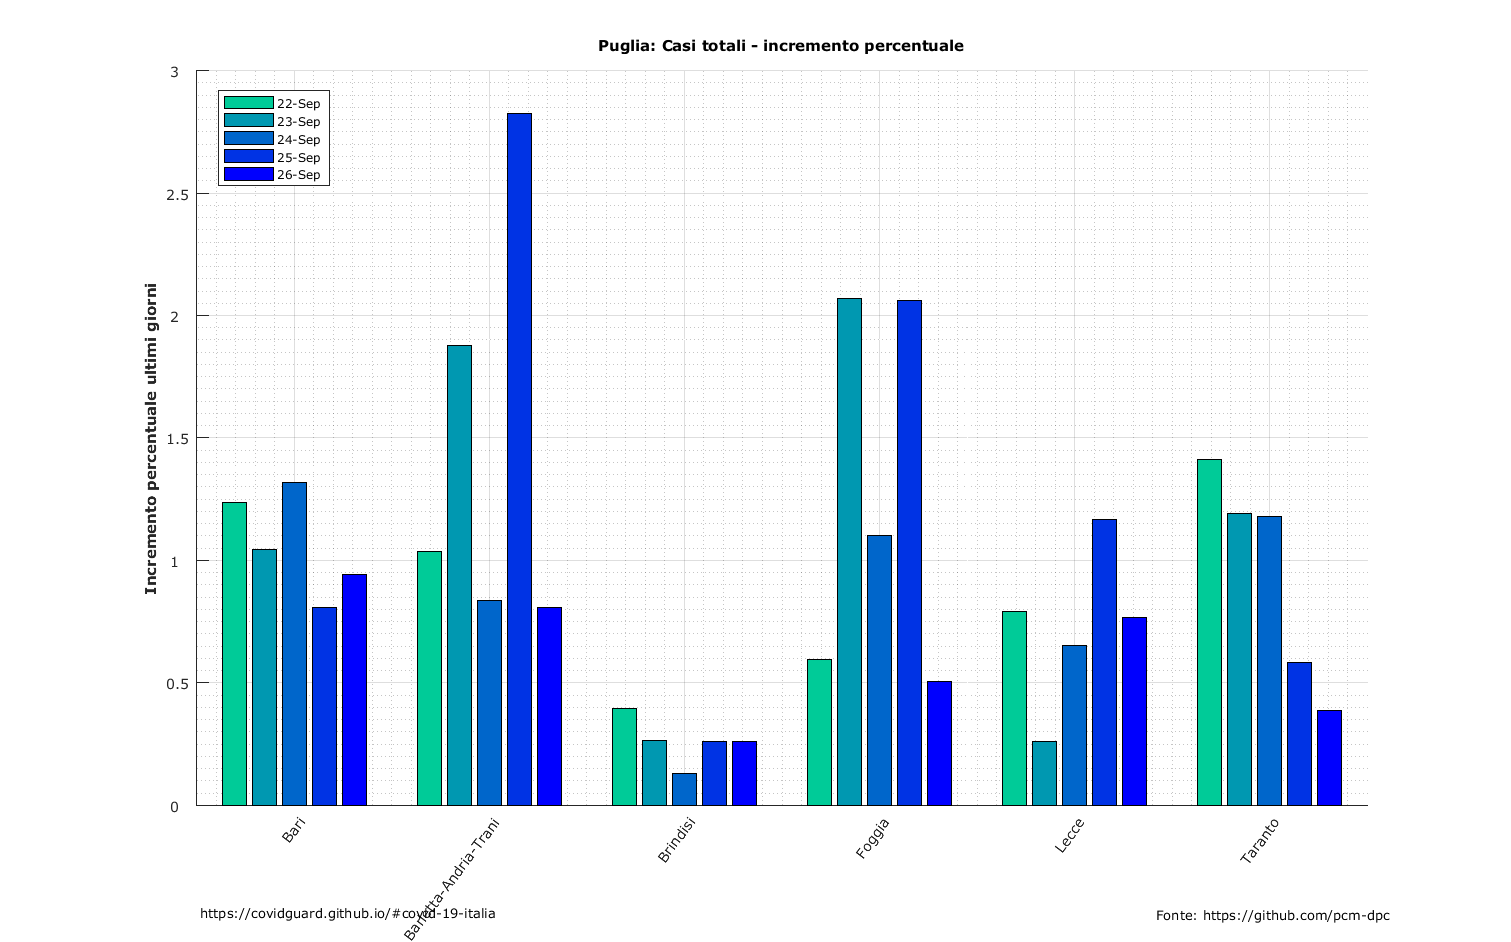 Puglia: Casi totali - incremento percentuale
3
2.5
2
1.5
1
0.5
0
Incremento percentuale ultimi giorni
22-Sep
23-Sep
24-Sep
25-Sep
26-Sep
Bari
Barletta-Andria-Trani
Brindisi
Foggia
Lecce
Taranto
https://covidguard.github.io/#covid-19-italia
Fonte: https://github.com/pcm-dpc